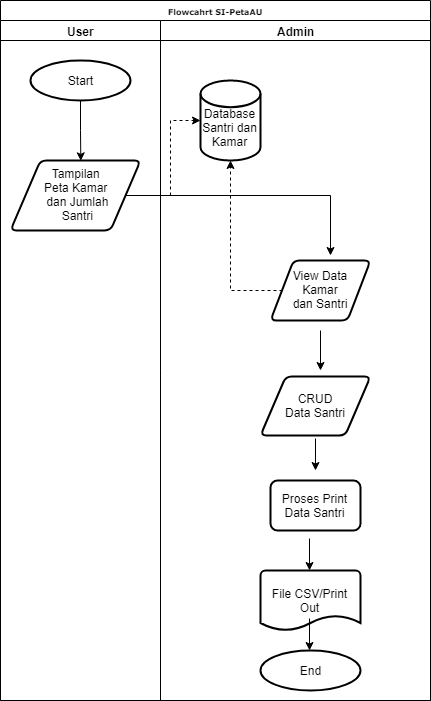 Flowcahrt SI-PetaAU
User
Admin
Start
Database
Santri dan
Kamar
Tampilan
Peta Kamar
dan Jumlah
Santri
View Data
Kamar
dan Santri
CRUD
Data Santri
Proses Print
Data Santri
File CSV/Print
Out
End